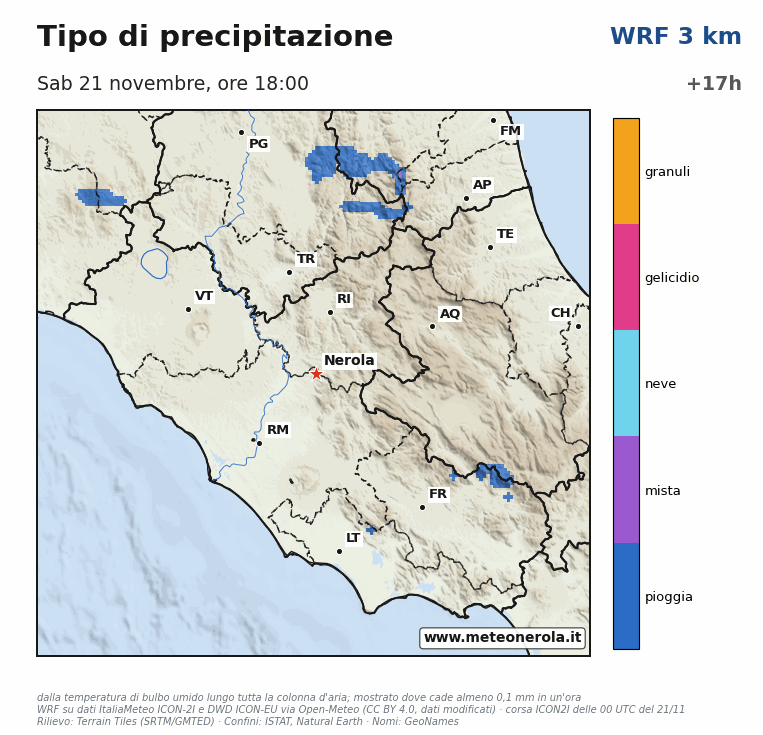 Tipo di precipitazione
WRF 3 km
Sab 21 novembre, ore 18:00
+17h
FM
PG
AP
TE
TR
VT
RI
AQ
CH
Nerola
RM
FR
LT
www.meteonerola.it
granuli
gelicidio
neve
mista
pioggia
dalla temperatura di bulbo umido lungo tutta la colonna d'aria; mostrato dove cade almeno 0,1 mm in un'ora
WRF su dati ItaliaMeteo ICON-2I e DWD ICON-EU via Open-Meteo (CC BY 4.0, dati modificati) · corsa ICON2I delle 00 UTC del 21/11
Rilievo: Terrain Tiles (SRTM/GMTED) · Confini: ISTAT, Natural Earth · Nomi: GeoNames